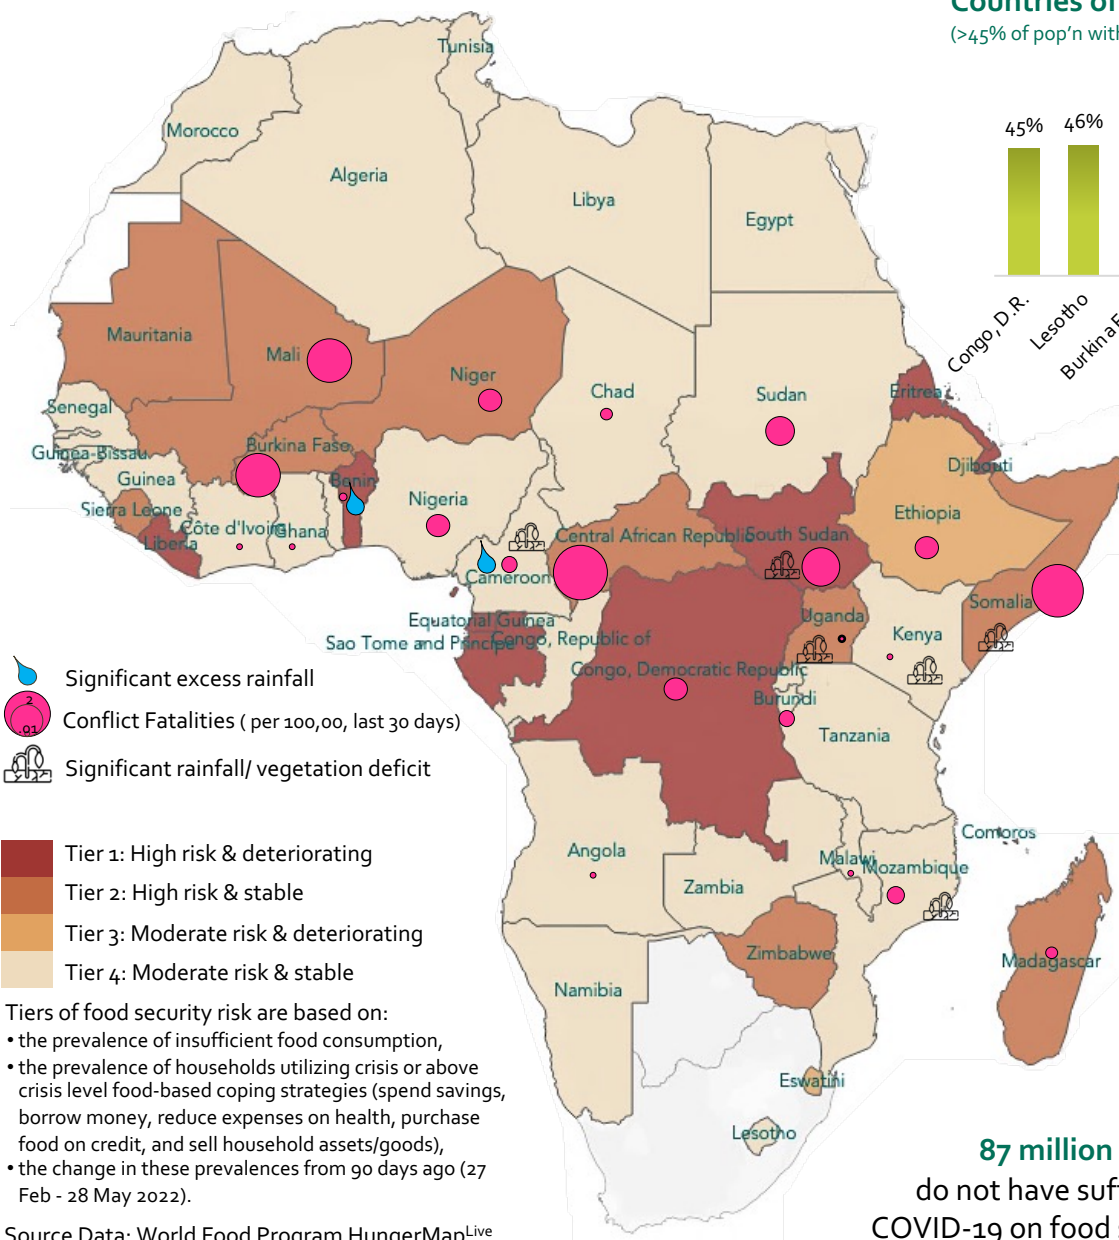 Countries of
(>45% of pop'n with
45%
46%
Congo, D.R.
Lesotho
Burkina F
Tunisia
Morocco
Algeria
Libya
Egypt
Mauritania
Mali
Niger
Chad
Sudan
Eritrea
Senegal
Guinea-Bissau
Guinea
Sierra Leone
Liberia
Côte d'Ivoire
Ghana
Burkina Faso
Benin
Nigeria
Djibouti
Ethiopia
Central African Republic
South Sudan
Cameroon
Equatorial Guinea
Sao Tome and Principe
Congo, Republic of
Uganda
Kenya
Somalia
Congo, Democratic Republic
Burundi
Tanzania
Significant excess rainfall
2
.01
Conflict Fatalities ( per 100,00, last 30 days)
Significant rainfall/ vegetation deficit
Comoros
Angola
Malawi
Mozambique
Zambia
Zimbabwe
Madagascar
Namibia
Eswatini
Lesotho
Tier 1: High risk & deteriorating
Tier 2: High risk & stable
Tier 3: Moderate risk & deteriorating
Tier 4: Moderate risk & stable
Tiers of food security risk are based on:
• the prevalence of insufficient food consumption,
• the prevalence of households utilizing crisis or above
crisis level food-based coping strategies (spend savings,
borrow money, reduce expenses on health, purchase
food on credit, and sell household assets/goods),
• the change in these prevalences from 90 days ago (27
Feb - 28 May 2022).
Source Data: World Food Program HungerMapLive
87 million
do not have suf
COVID-19 on food